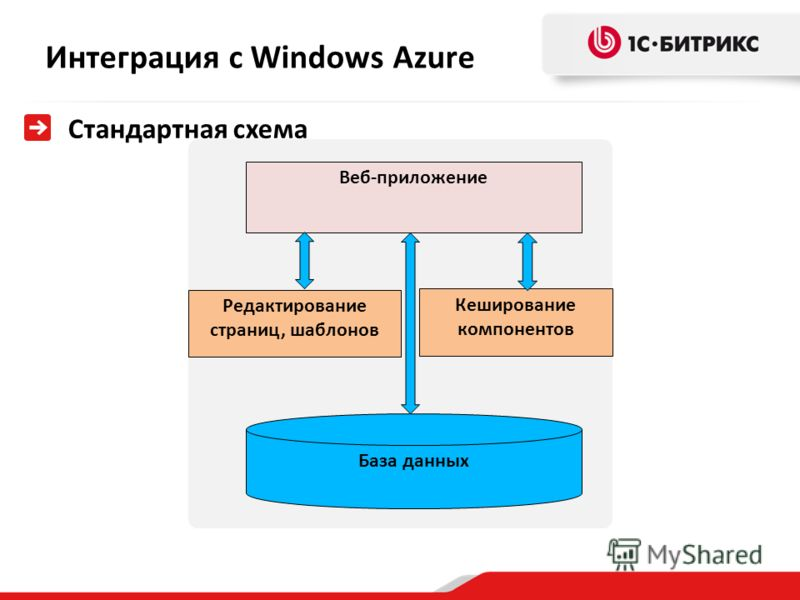 Интеграция с Windows Azure
1С·БИТРИКС
Стандартная схема
Веб-приложение
Редактирование
страниц, шаблонов
Кеширование
компонентов
База данных
MyShared